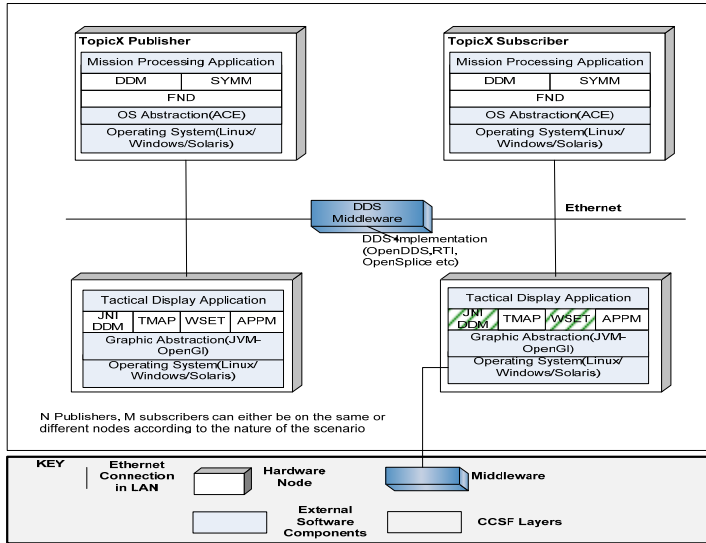 TopicX Publisher
Mission Processing Application
DDM SYMM
FND
OS Abstraction(ACE)
Operating System(Linux/
Windows/Solaris)
TopicX Subscriber
Mission Processing Application
DDM SYMM
FND
OS Abstraction(ACE)
Operating System(Linux/
Windows/Solaris)
DDS
Middleware
Ethernet
DDS Implementation
(OpenDDS,RTI,
OpenSplice etc)
Tactical Display Application
JNI
DDM TMAP WSET APPM
Graphic Abstraction(JVM-
OpenGl)
Operating System(Linux/
Windows/Solaris)
Tactical Display Application
JNI
DDM TMAP WSET APPM
Graphic Abstraction(JVM-
OpenGl)
Operating System(Linux/
Windows/Solaris)
N Publishers, M subscribers can either be on the same or
different nodes according to the nature of the scenario
KEY
Ethernet
Connection
in LAN
Hardware
Node
Middleware
External
Software
Components
CCSF Layers